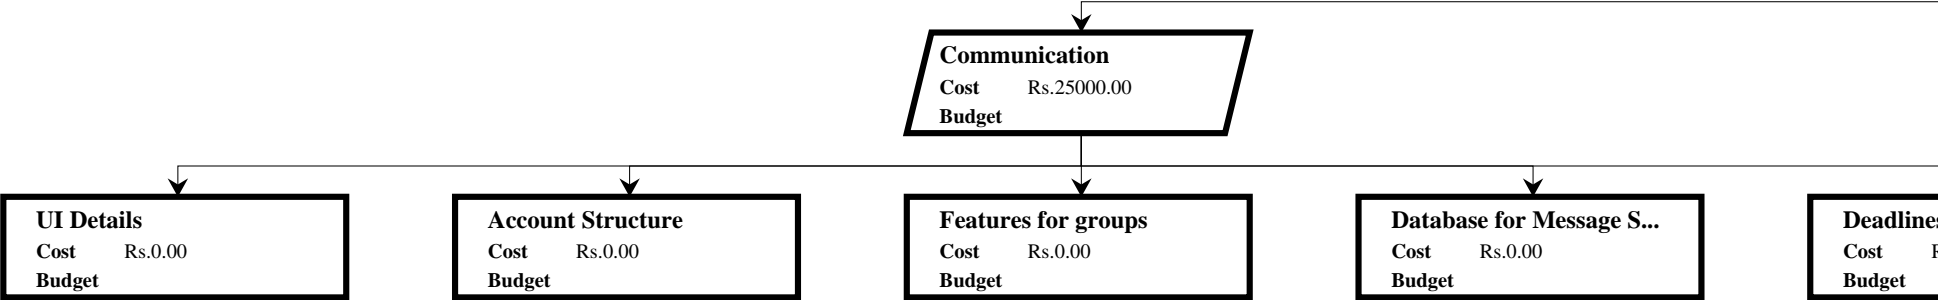 Communication
Cost Rs.25000.00
Budget
UI Details
Cost Rs.0.00
Budget
Account Structure
Cost Rs.0.00
Budget
Features for groups
Cost Rs.0.00
Budget
Database for Message S...
Cost Rs.0.00
Budget
Deadlines
Cost
Budget